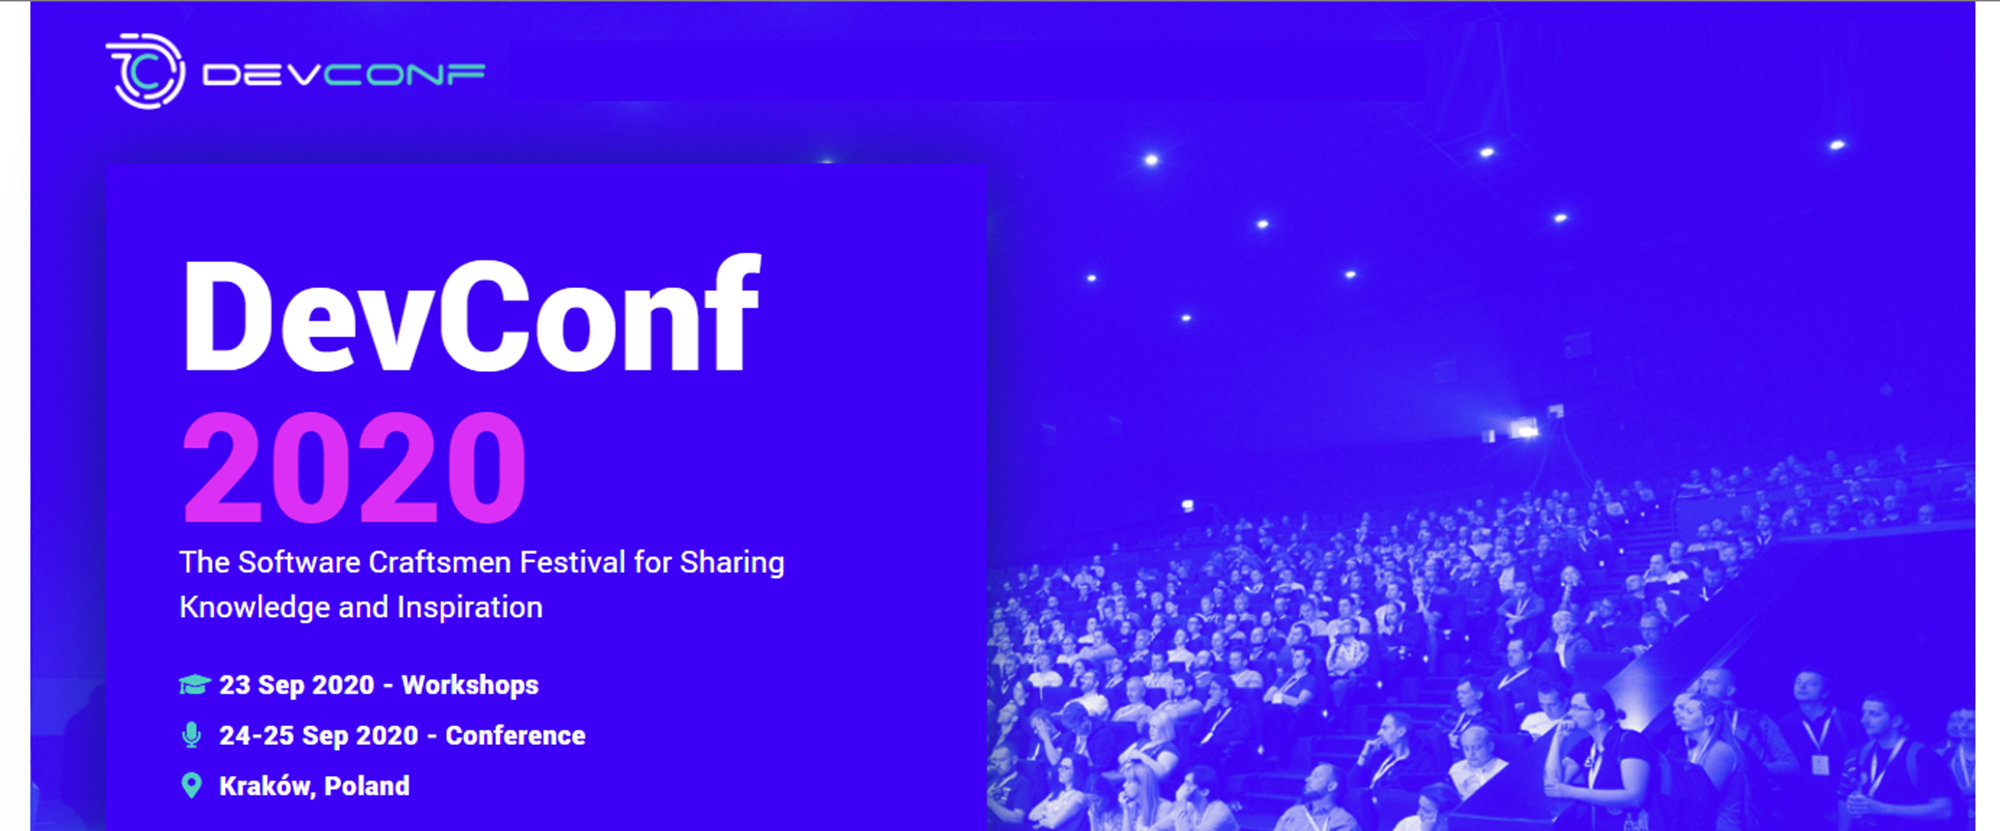 DEVCONF
DevConf
2020
The Software Craftsmen Festival for Sharing
Knowledge and Inspiration
23 Sep 2020 - Workshops
24-25 Sep 2020 - Conference
Kraków, Poland